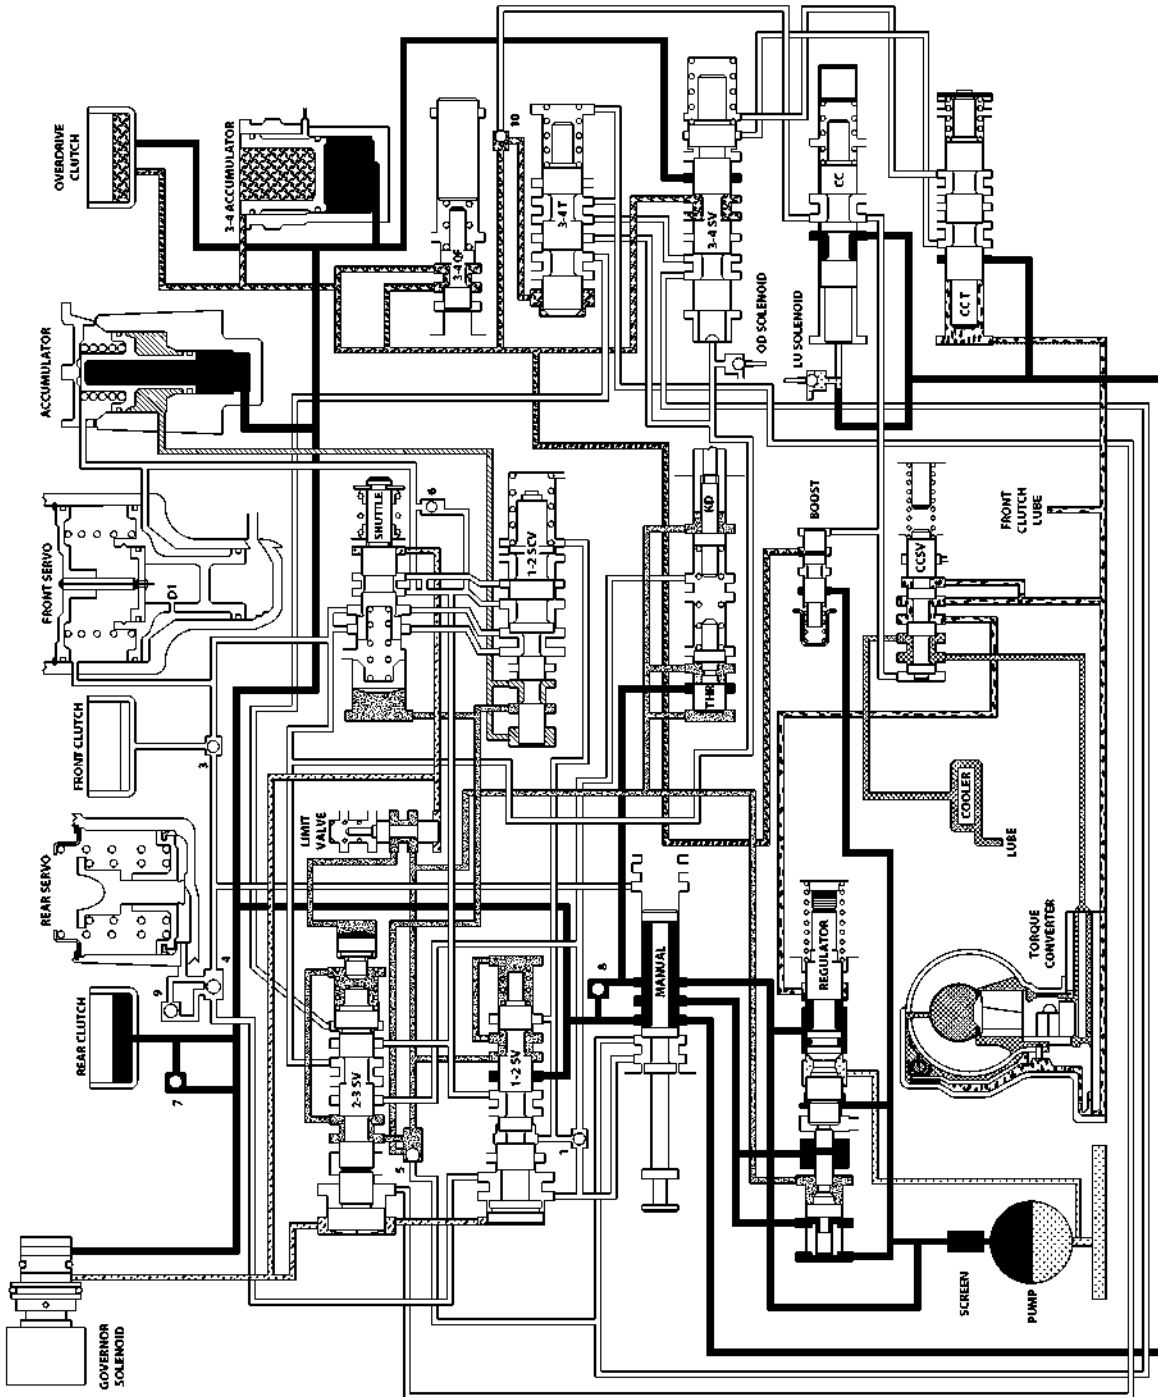 OVERDRIVE
CLUTCH
3-4 ACCUMULATOR
3-4 QF
10
3-4 T
3-4 SV
OD SOLENOID
CC
LU SOLENOID
CC T
ACCUMULATOR
FRONT SERVO
D1
SHUTTLE
6
1-2 SCV
KD
THR
BOOST
CCSV
FRONT
CLUTCH
LUBE
FRONT CLUTCH
3
LIMIT
VALVE
COOLER
LUBE
REAR SERVO
4
9
REAR CLUTCH
7
2-3 SV
5
1-2 SV
1
8
MANUAL
REGULATOR
TORQUE
CONVERTER
GOVERNOR
SOLENOID
SCREEN
PUMP